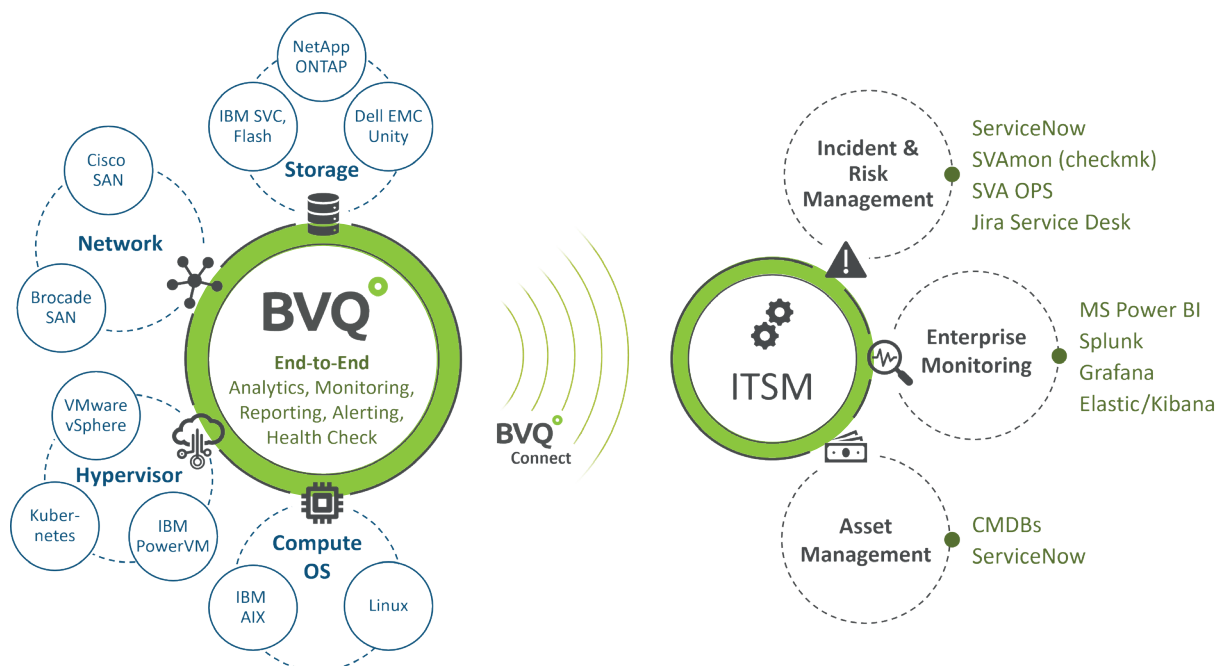 NetApp
ONTAP
IBM SVC,
Flash
Dell EMC
Unity
Storage
Cisco
SAN
Network
Brocade
SAN
VMware
vSphere
Hypervisor
Kuber-
netes
IBM
PowerVM
Compute
OS
IBM
AIX
Linux
BVQ
End-to-End
Analytics, Monitoring,
Reporting, Alerting,
Health Check
BVQ
Connect
ITSM
Incident &
Risk
Management
ServiceNow
SVAmon (checkmk)
SVA OPS
Jira Service Desk
Enterprise
Monitoring
MS Power BI
Splunk
Grafana
Elastic/Kibana
Asset
Management
CMDBs
ServiceNow